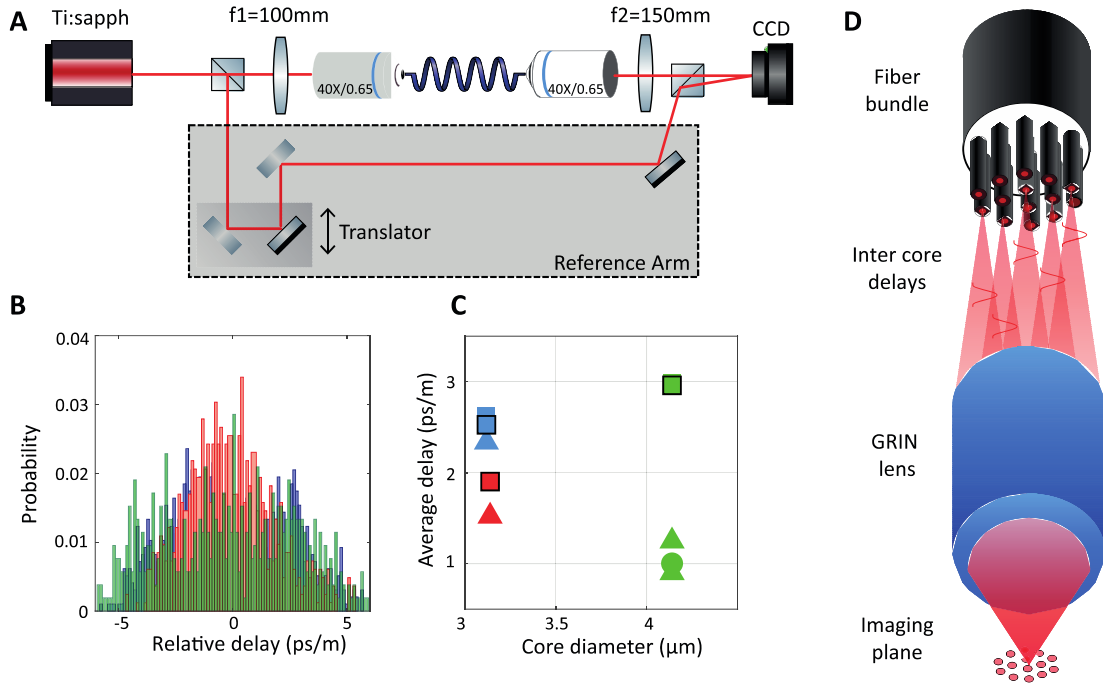 A
Ti:sapph
f1=100mm
f2=150mm
CCD
40X/0.65
40X/0.65
Translator
Reference Arm
B
0.04
0.03
0.02
0.01
0
-5
0
5
Probability
Relative delay (ps/m)
C
3
2
1
3
3.5
4
Average delay (ps/m)
Core diameter (µm)
D
Fiber
bundle
Inter core
delays
GRIN
lens
Imaging
plane